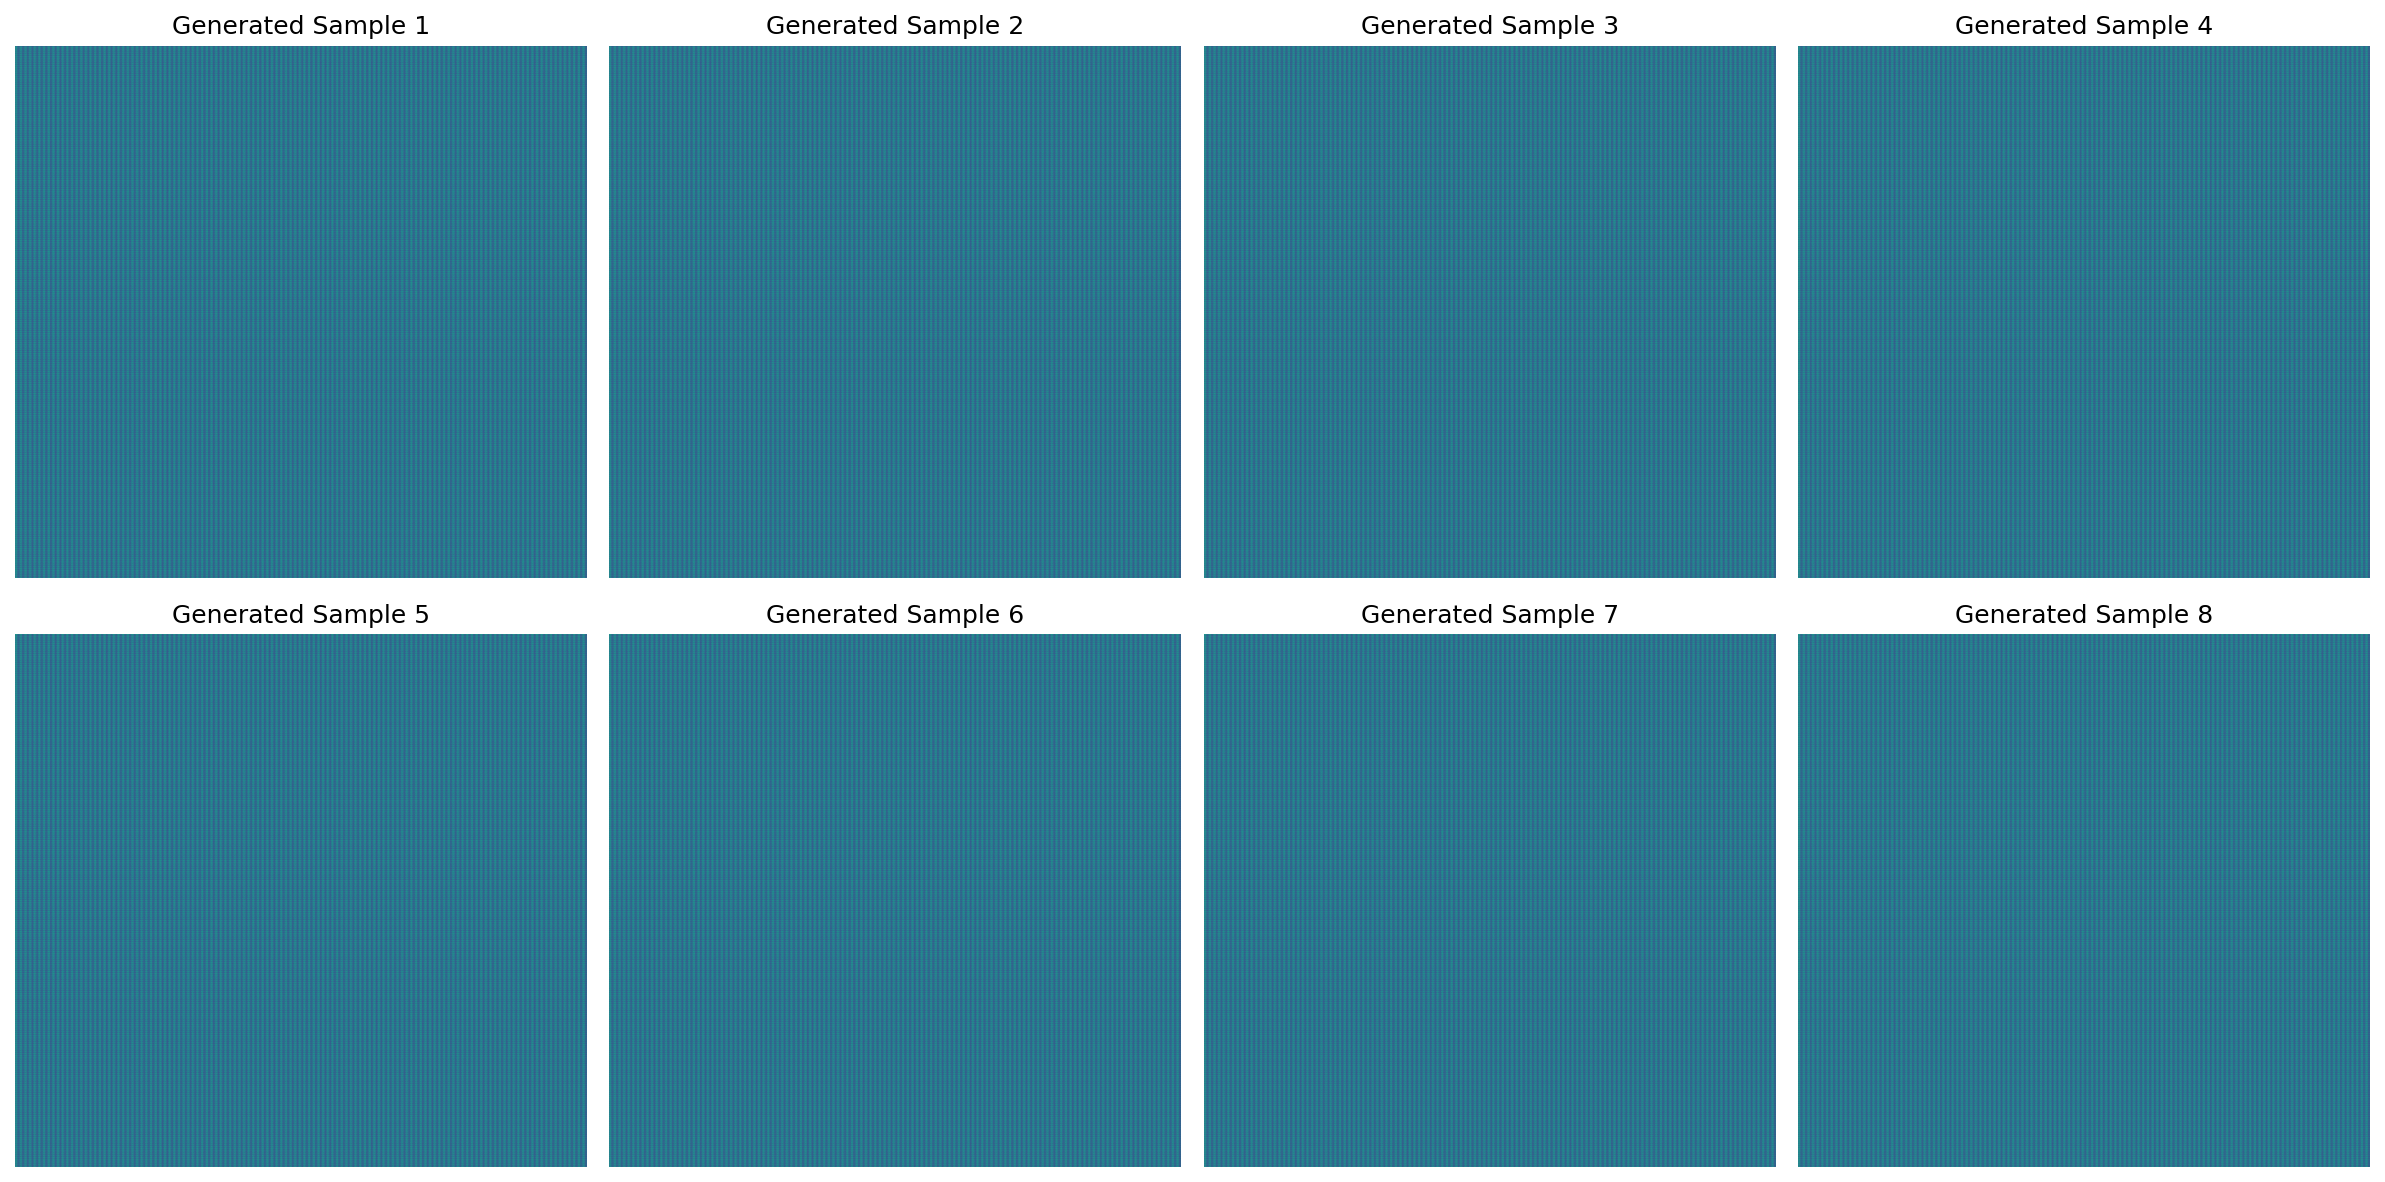 Generated Sample 1
Generated Sample 2
Generated Sample 3
Generated Sample 4
Generated Sample 5
Generated Sample 6
Generated Sample 7
Generated Sample 8